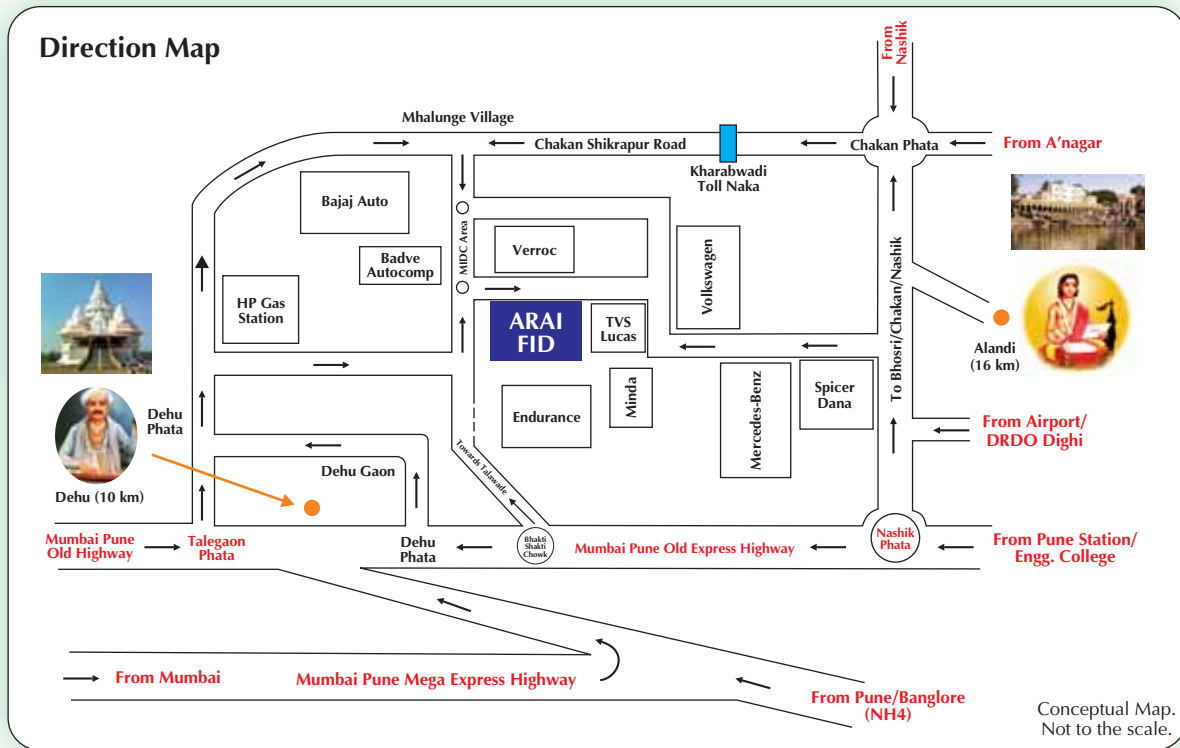 Direction Map
From
Nashik
Mhalunge Village
Chakan Shikrapur Road
Kharabwadi
Toll Naka
Chakan Phata
From A'nagar
Bajaj Auto
MIDC Area
Verroc
Badve
Autocomp
Volkswagen
HP Gas
Station
ARAI
FID
TVS
Lucas
To Bhosri/Chakan/Nashik
Alandi
(16 km)
Endurance
Minda
Mercedes-Benz
Spicer
Dana
Dehu
Phata
From Airport/
DRDO Dighi
Towards Talawade
Dehu Gaon
Dehu (10 km)
Mumbai Pune
Old Highway
Talegaon
Phata
Dehu
Phata
Bhakti
Shakti
Chowk
Mumbai Pune Old Express Highway
Nashik
Phata
From Pune Station/
Engg. College
From Mumbai
Mumbai Pune Mega Express Highway
From Pune/Banglore
(NH4)
Conceptual Map.
Not to the scale.